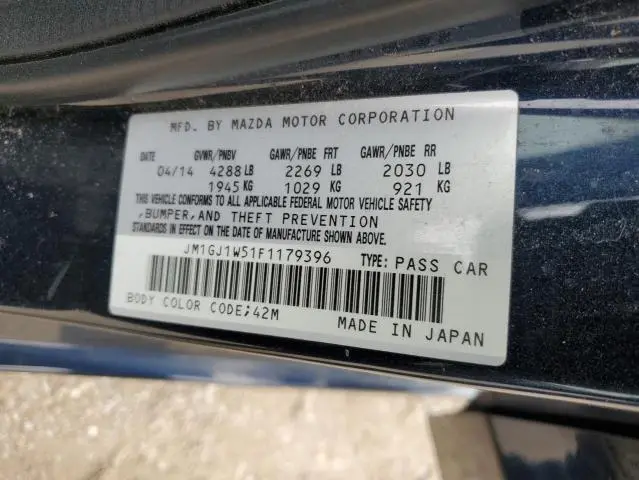 MFD. BY MAZDA MOTOR CORPORATION
DATE GVWR/PNBV GAWR/PNBE FRT GAWR/PNBE RR
04/14 4288 LB 2269 LB 2030 LB
1945 KG 1029 KG 921 KG
THIS VEHICLE CONFORMS TO ALL APPLICABLE FEDERAL MOTOR VEHICLE SAFETY
,BUMPER,AND THEFT PREVENTION
STANDARDS IN EFFECT ON THE DATE OF MANUFACTURE SHOWN ABOVE.
JM1GJ1W51F1179396 TYPE: PASS CAR
BODY COLOR CODE;42M MADE IN JAPAN